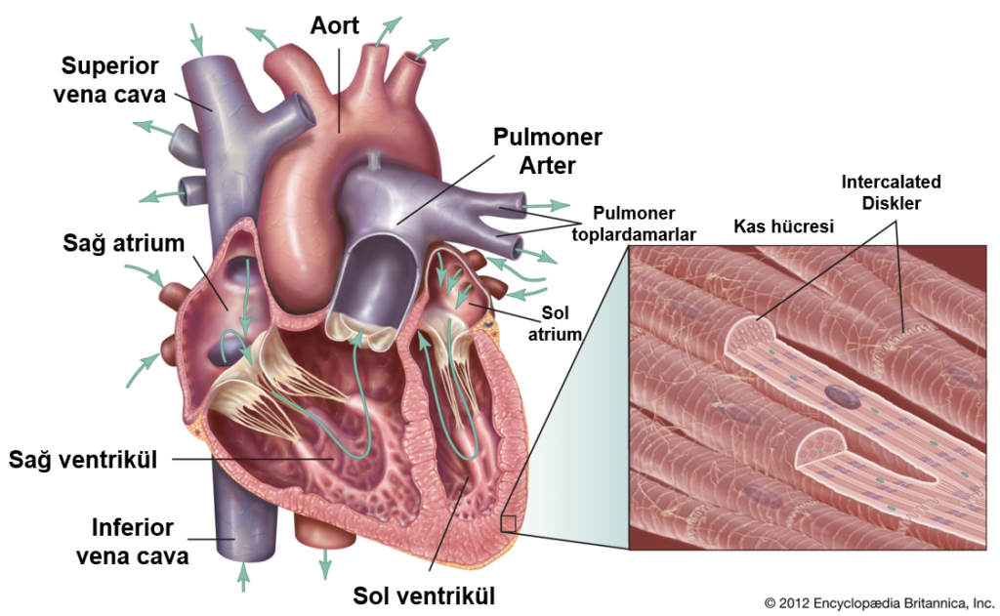 Aort
Superior
vena cava
Pulmoner
Arter
Intercalated
Diskler
Pulmoner
toplardamarlar
Kas hücresi
Sağ atrium
Sol
atrium
Sağ ventrikül
Inferior
vena cava
Sol ventrikül
© 2012 Encyclopædia Britannica, Inc.